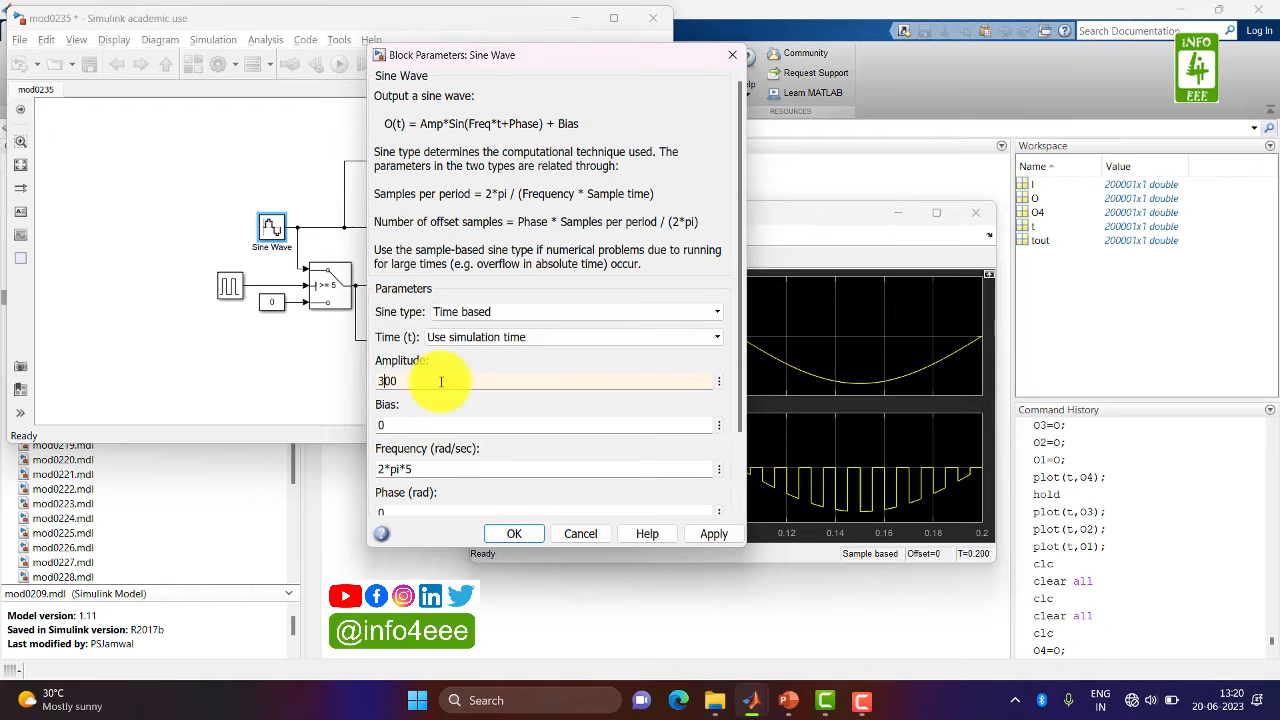 mod0235 * - Simulink academic use
File Edit View Display Diagram Analysis Code Tools Help
mod0235
Sine Wave
0
>= 5
Ready
Block Parameters: Sine
Sine Wave
Output a sine wave:
O(t) = Amp*Sin(Freq*t+Phase) + Bias
Sine type determines the computational technique used. The
parameters in the two types are related through:
Samples per period = 2*pi / (Frequency * Sample time)
Number of offset samples = Phase * Samples per period / (2*pi)
Use the sample-based sine type if numerical problems due to running
for large times (e.g. overflow in absolute time) occur.
Parameters
Sine type: Time based
Time (t): Use simulation time
Amplitude:
300
Bias:
0
Frequency (rad/sec):
2*pi*5
Phase (rad):
0
OK Cancel Help Apply
Search Documentation
Log In
INFO
4
EEE
Community
Request Support
Learn MATLAB
RESOURCES
Workspace
Name Value
I 200001x1 double
O 200001x1 double
O4 200001x1 double
t 200001x1 double
tout 200001x1 double
Command History
O3=O;
O2=O;
O1=O;
plot(t,O4);
hold
plot(t,O3);
plot(t,O2);
plot(t,O1);
clc
clear all
clc
clear all
clc
O4=O;
0.12 0.14 0.16 0.18 0.2
Ready
Sample based Offset=0 T=0.200
mod0219.mdl
mod0220.mdl
mod0221.mdl
mod0222.mdl
mod0223.mdl
mod0224.mdl
mod0225.mdl
mod0226.mdl
mod0227.mdl
mod0228.mdl
mod0209.mdl (Simulink Model)
Model version: 1.11
Saved in Simulink version: R2017b
Last modified by: PSJamwal
@info4eee
30°C
Mostly sunny
Search
ENG
IN
13:20
20-06-2023